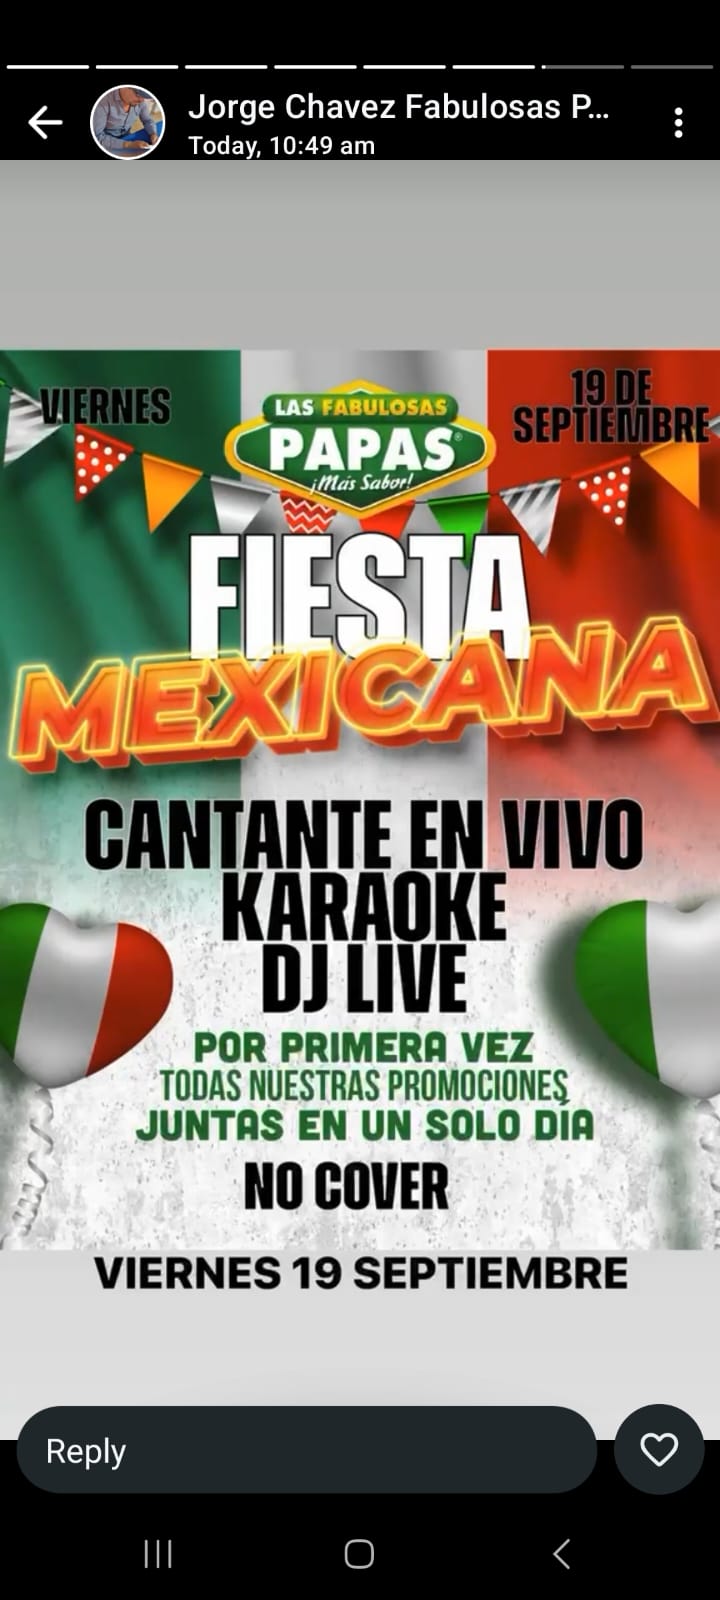 Jorge Chavez Fabulosas P...
Today, 10:49 am
VIERNES
19 DE
SEPTIEMBRE
LAS FABULOSAS
PAPAS®
¡Más Sabor!
FIESTA
MEXICANA
CANTANTE EN VIVO
KARAOKE
DJ LIVE
POR PRIMERA VEZ
TODAS NUESTRAS PROMOCIONES
JUNTAS EN UN SOLO DÍA
NO COVER
VIERNES 19 SEPTIEMBRE
Reply